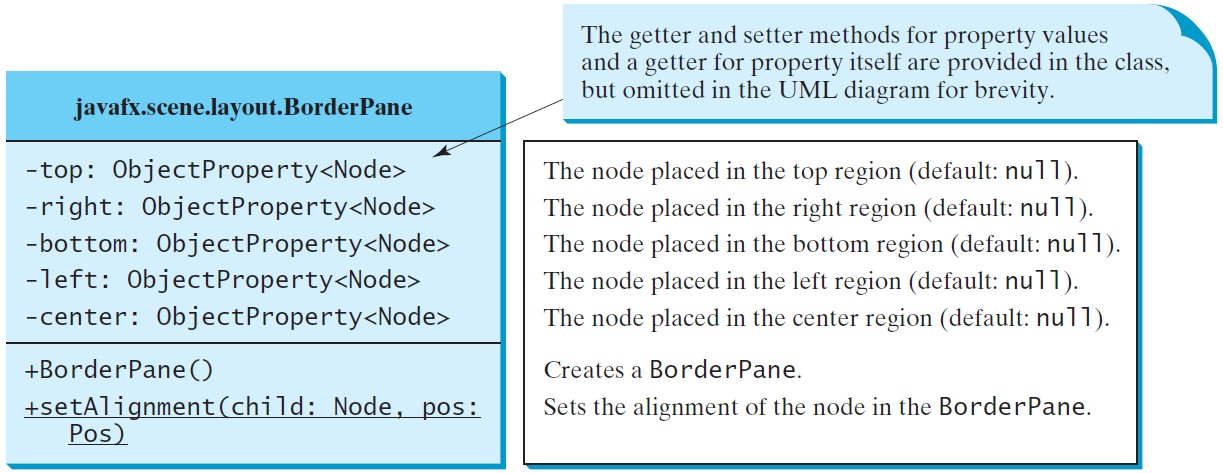 The getter and setter methods for property values
and a getter for property itself are provided in the class,
but omitted in the UML diagram for brevity.
javafx.scene.layout.BorderPane
-top: ObjectProperty<Node>
-right: ObjectProperty<Node>
-bottom: ObjectProperty<Node>
-left: ObjectProperty<Node>
-center: ObjectProperty<Node>
+BorderPane()
+setAlignment(child: Node, pos:
Pos)
The node placed in the top region (default: null).
The node placed in the right region (default: null).
The node placed in the bottom region (default: null).
The node placed in the left region (default: null).
The node placed in the center region (default: null).
Creates a BorderPane.
Sets the alignment of the node in the BorderPane.